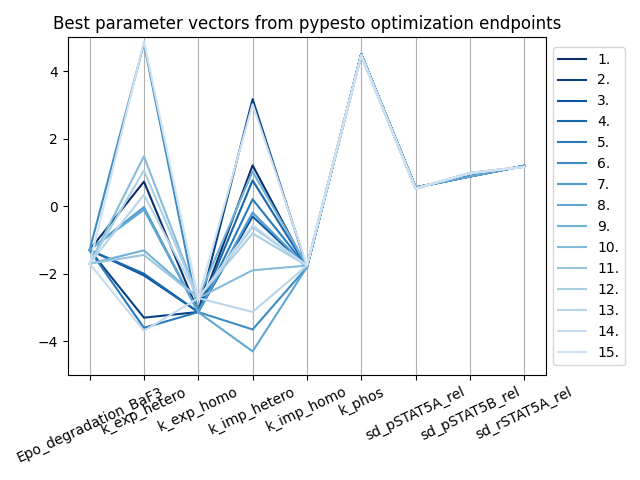 Best parameter vectors from pypesto optimization endpoints
4
2
0
−2
−4
Epo_degradation_BaF3
k_exp_hetero
k_exp_homo
k_imp_hetero
k_imp_homo
k_phos
sd_pSTAT5A_rel
sd_pSTAT5B_rel
sd_rSTAT5A_rel
1.
2.
3.
4.
5.
6.
7.
8.
9.
10.
11.
12.
13.
14.
15.